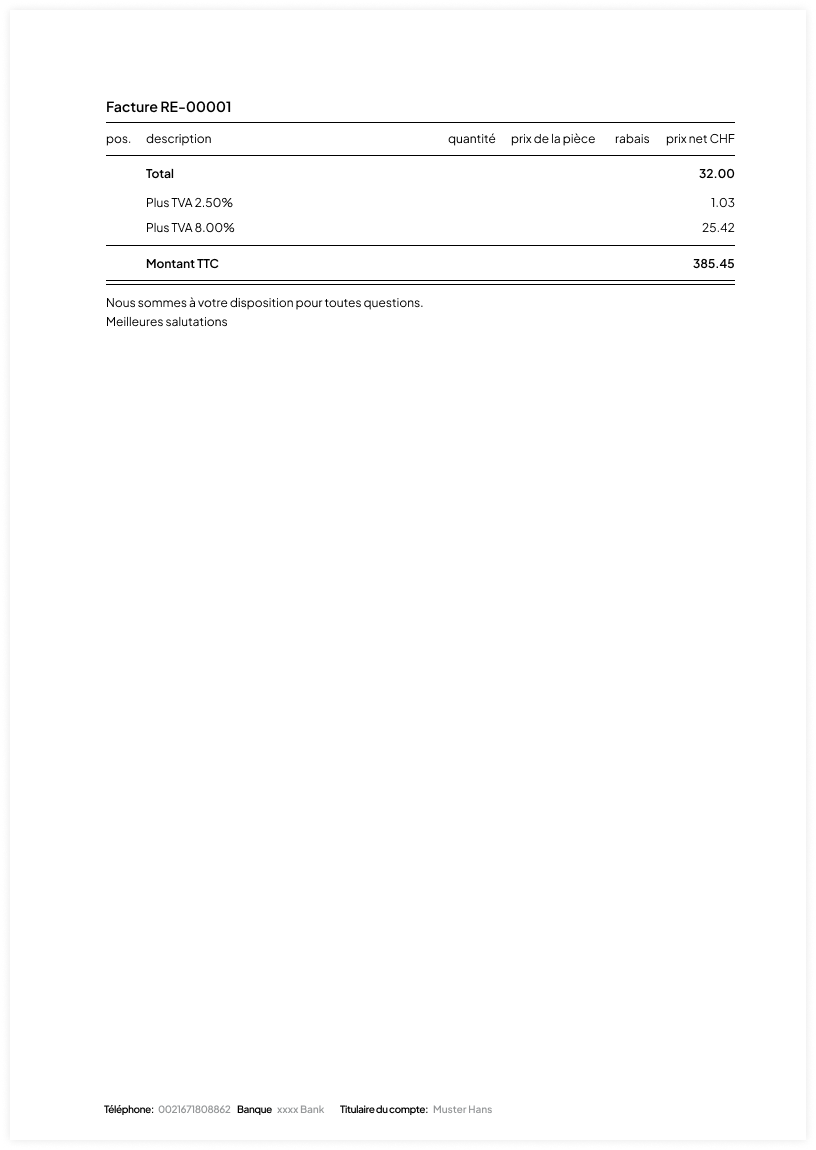 Facture RE-00001
pos. description quantité prix de la pièce rabais prix net CHF
Total 32.00
Plus TVA 2.50% 1.03
Plus TVA 8.00% 25.42
Montant TTC 385.45
Nous sommes à votre disposition pour toutes questions.
Meilleures salutations
Téléphone: 0021671808862 Banque xxxx Bank Titulaire du compte: Muster Hans